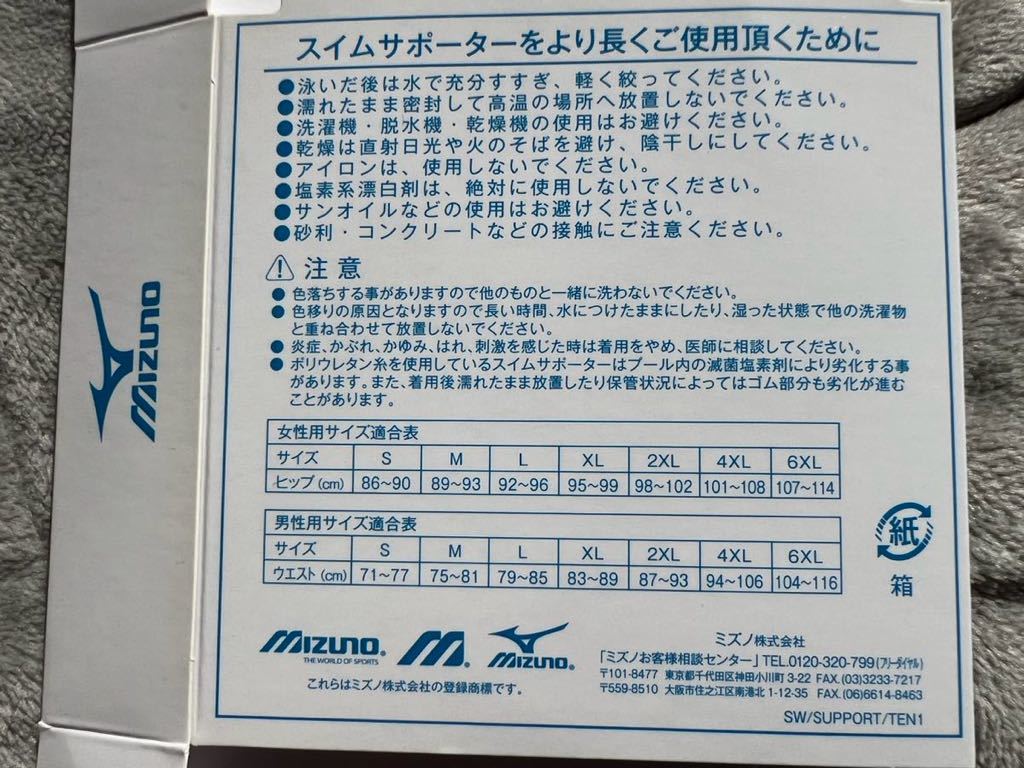 スイムサポーターをより長くご使用頂くために
●泳いだ後は水で充分すすぎ、軽く絞ってください。
●濡れたまま密封して高温の場所へ放置しないでください。
●洗濯機・脱水機・乾燥機の使用はお避けください。
●乾燥は直射日光や火のそばを避け、陰干しにしてください。
●アイロンは、使用しないでください。
●塩素系漂白剤は、絶対に使用しないでください。
●サンオイルなどの使用はお避けください。
●砂利・コンクリートなどの接触にご注意ください。
注意
●色落ちする事がありますので他のものと一緒に洗わないでください。
●色移りの原因となりますので長い時間、水につけたままにしたり、湿った状態で他の洗濯物
と重ね合わせて放置しないでください。
●炎症、かぶれ、かゆみ、はれ、刺激を感じた時は着用をやめ、医師に相談してください。
●ポリウレタン糸を使用しているスイムサポーターはプール内の滅菌塩素剤により劣化する事
があります。また、着用後濡れたまま放置したり保管状況によってはゴム部分も劣化が進む
ことがあります。
女性用サイズ適合表
サイズ S M L XL 2XL 4XL 6XL
ヒップ(cm) 86~90 89~93 92~96 95~99 98~102 101~108 107~114
男性用サイズ適合表
サイズ S M L XL 2XL 4XL 6XL
ウエスト(cm) 71~77 75~81 79~85 83~89 87~93 94~106 104~116
紙
箱
MIZUNO
MIZUNO®
THE WORLD OF SPORTS
M®
MIZUNO®
これらはミズノ株式会社の登録商標です。
ミズノ株式会社
「ミズノお客様相談センター」TEL.0120-320-799(フリーダイヤル)
〒101-8477 東京都千代田区神田小川町3-22 FAX.(03)3233-7217
〒559-8510 大阪市住之江区南港北1-12-35 FAX.(06)6614-8463
SW/SUPPORT/TEN1